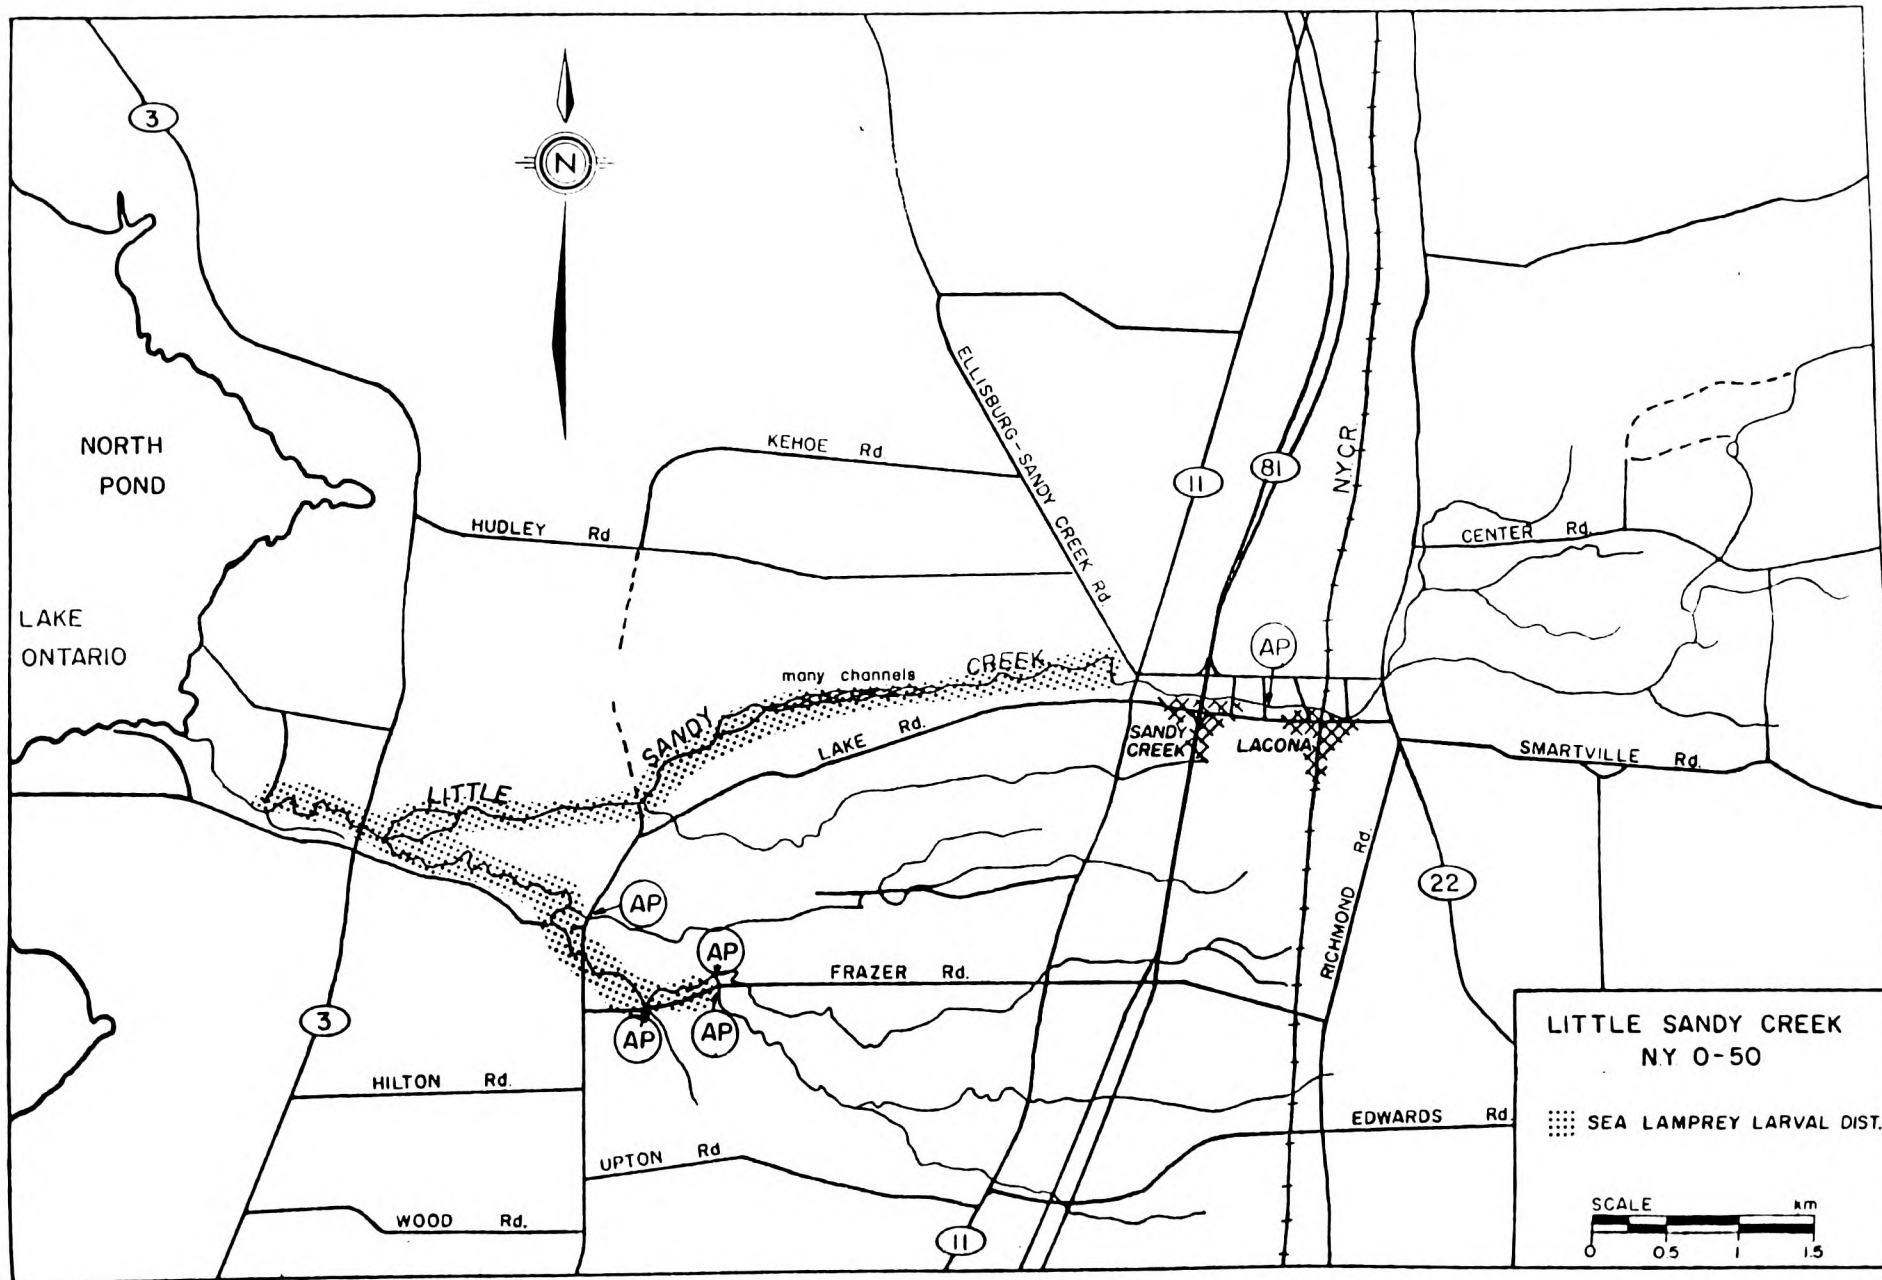 3
N
NORTH
POND
LAKE
ONTARIO
HUDLEY Rd
KEHOE Rd.
ELLISBURG-SANDY CREEK Rd.
11
81
N.Y.C.R.
CENTER Rd.
AP
LITTLE SANDY CREEK
many channels
LAKE Rd.
SANDY
CREEK
LACONA
SMARTVILLE Rd.
RICHMOND Rd.
22
AP
AP
AP
AP
FRAZER Rd.
3
HILTON Rd.
UPTON Rd
WOOD Rd.
EDWARDS Rd.
11
LITTLE SANDY CREEK
N.Y O-50
SEA LAMPREY LARVAL DIST.
SCALE km
0 0.5 1 1.5